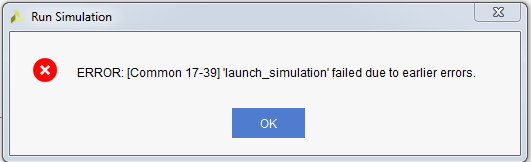 Run Simulation
ERROR: [Common 17-39] 'launch_simulation' failed due to earlier errors.
OK